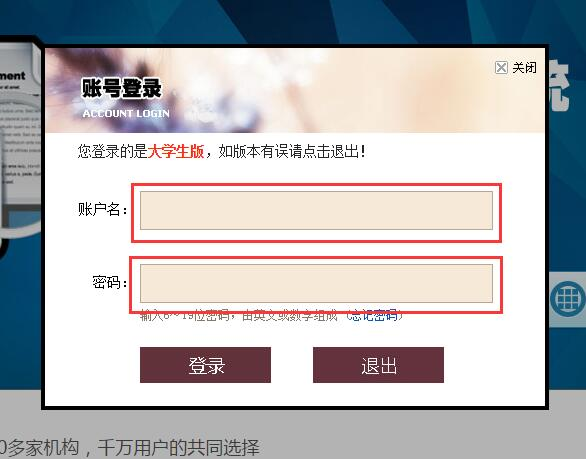 ment
统
账号登录
关闭
ACCOUNT LOGIN
您登录的是大学生版，如版本有误请点击退出！
账户名：
密码：
输入6~19位密码，由英文或数字组成（忘记密码）
登录
退出
0多家机构，千万用户的共同选择